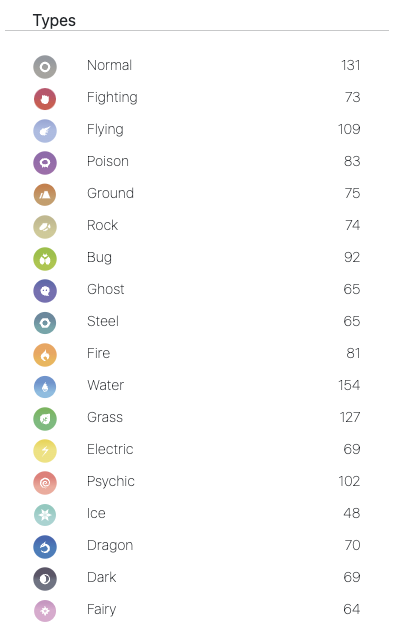 Types
Normal 131
Fighting 73
Flying 109
Poison 83
Ground 75
Rock 74
Bug 92
Ghost 65
Steel 65
Fire 81
Water 154
Grass 127
Electric 69
Psychic 102
Ice 48
Dragon 70
Dark 69
Fairy 64